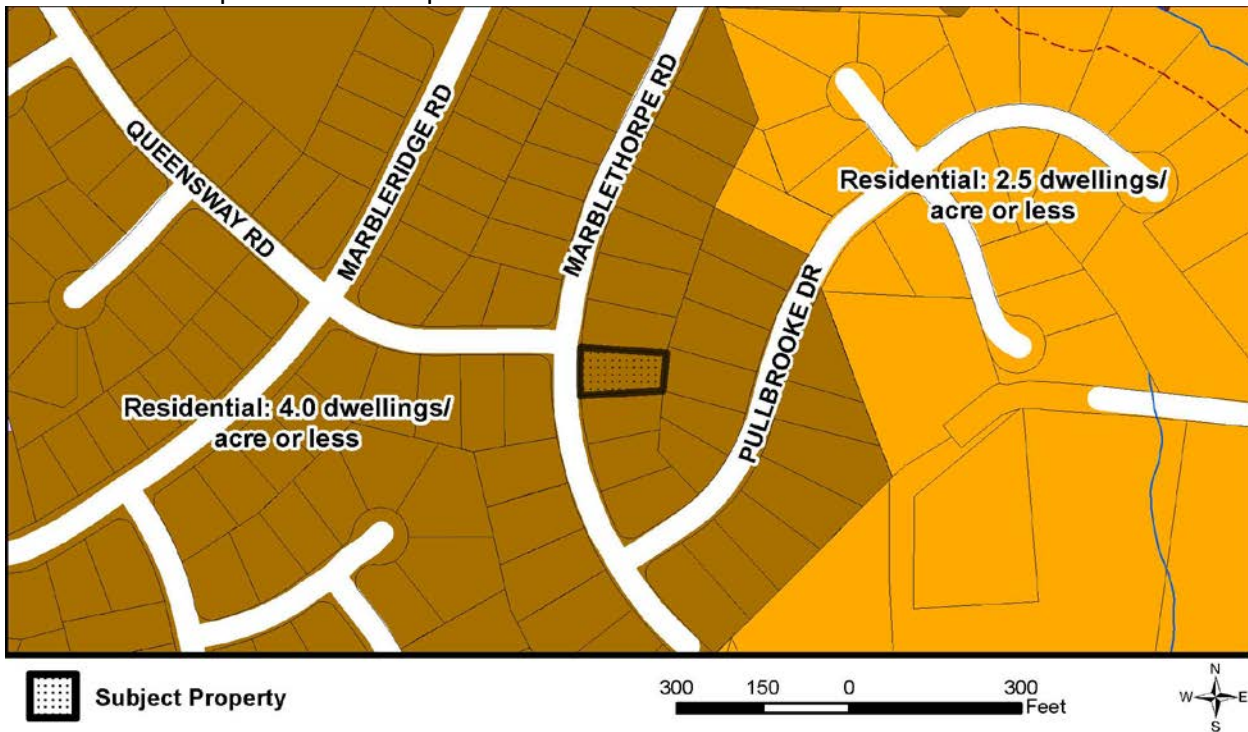 QUEENSWAY RD
MARBLERIDGE RD
MARBLETHORPE RD
PULLBROOKE DR
Residential: 2.5 dwellings/
acre or less
Residential: 4.0 dwellings/
acre or less
Subject Property
300 150 0 300
Feet
N
W E
S